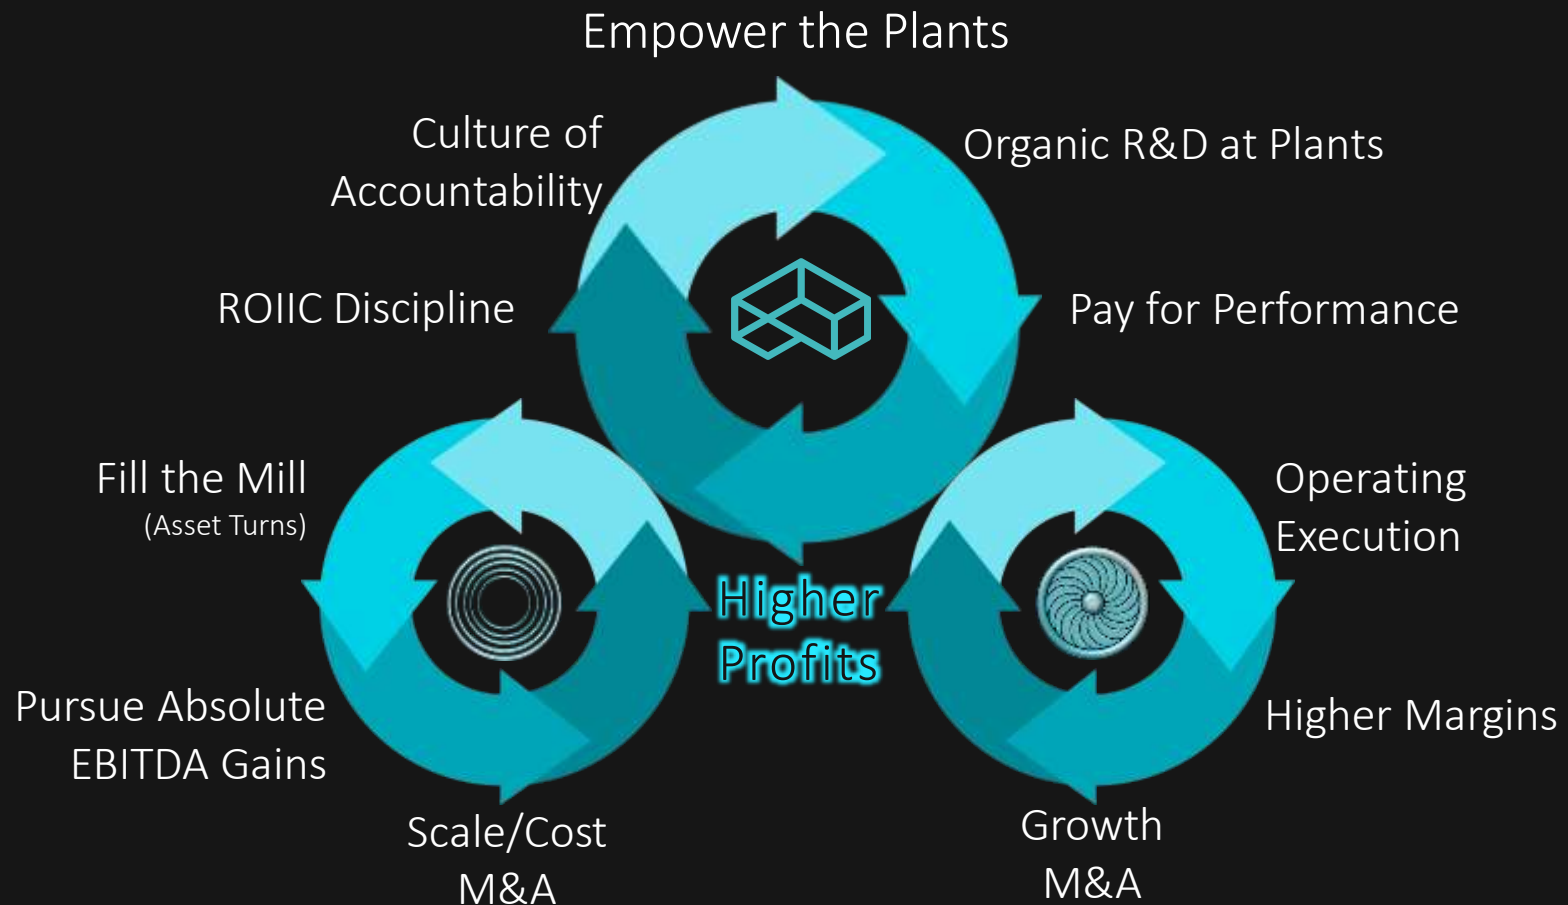 Empower the Plants
Culture of
Accountability
Organic R&D at Plants
ROIIC Discipline
Pay for Performance
Fill the Mill
(Asset Turns)
Operating
Execution
Higher
Profits
Pursue Absolute
EBITDA Gains
Higher Margins
Scale/Cost
M&A
Growth
M&A